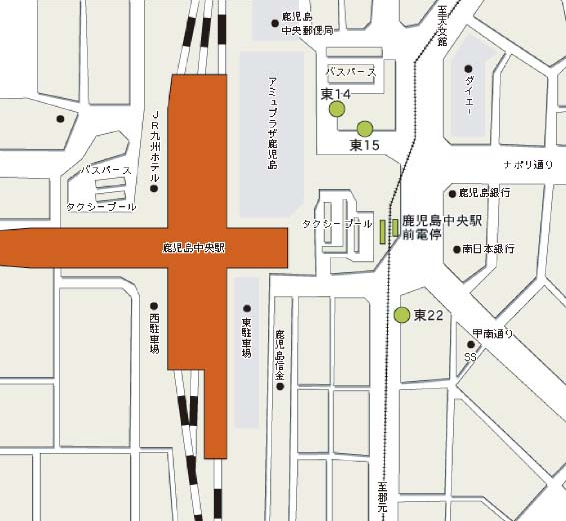 鹿児島
中央郵便局
至天文館
バスバース
ダイエー
アミュプラザ鹿児島
東14
東15
JR九州ホテル
ナポリ通り
バスバース
タクシープール
鹿児島銀行
タクシープール
鹿児島中央駅
前電停
鹿児島中央駅
南日本銀行
西駐車場
東駐車場
鹿児島信金
東22
甲南通り
SS
至郡元